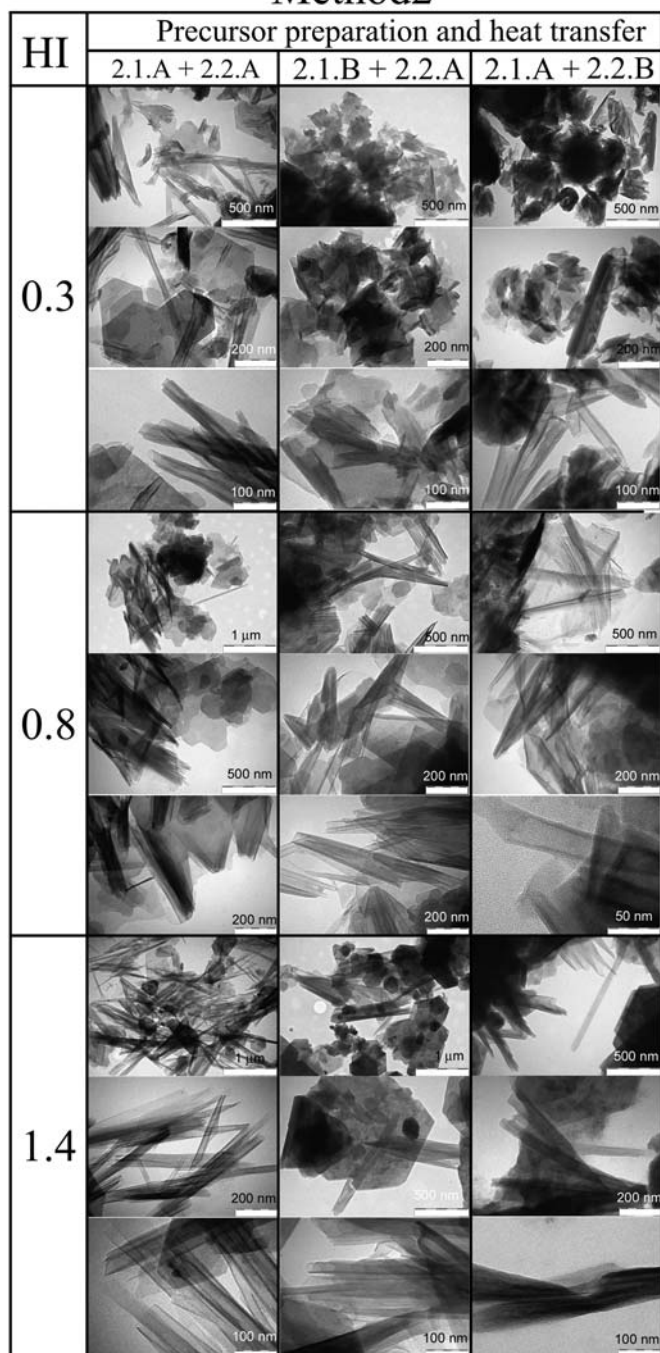 Method2
HI
Precursor preparation and heat transfer
2.1.A + 2.2.A
2.1.B + 2.2.A
2.1.A + 2.2.B
0.3
500 nm
500 nm
500 nm
200 nm
200 nm
200 nm
100 nm
100 nm
100 nm
0.8
1 µm
500 nm
500 nm
500 nm
200 nm
200 nm
200 nm
200 nm
50 nm
1.4
1 µm
1 µm
500 nm
200 nm
500 nm
200 nm
100 nm
100 nm
100 nm